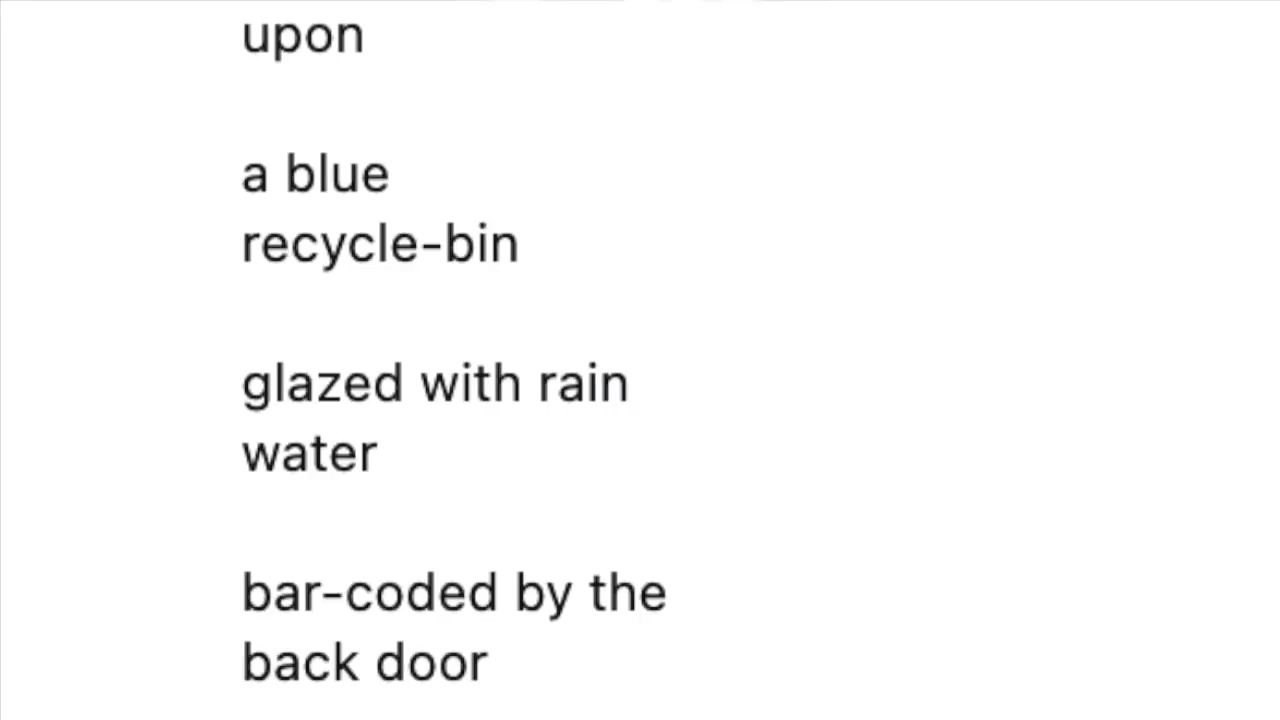 upon
a blue
recycle-bin
glazed with rain
water
bar-coded by the
back door